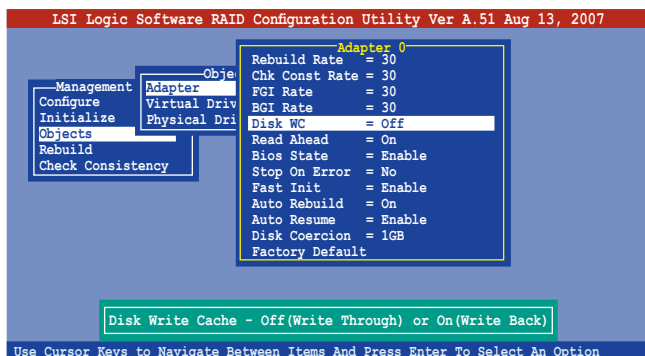 LSI Logic Software RAID Configuration Utility Ver A.51 Aug 13, 2007
Management
Configure
Initialize
Objects
Rebuild
Check Consistency
Obje
Adapter
Virtual Driv
Physical Dri
Adapter 0
Rebuild Rate = 30
Chk Const Rate = 30
FGI Rate = 30
BGI Rate = 30
Disk WC = Off
Read Ahead = On
Bios State = Enable
Stop On Error = No
Fast Init = Enable
Auto Rebuild = On
Auto Resume = Enable
Disk Coercion = 1GB
Factory Default
Disk Write Cache - Off(Write Through) or On(Write Back)
Use Cursor Keys to Navigate Between Items And Press Enter To Select An Option